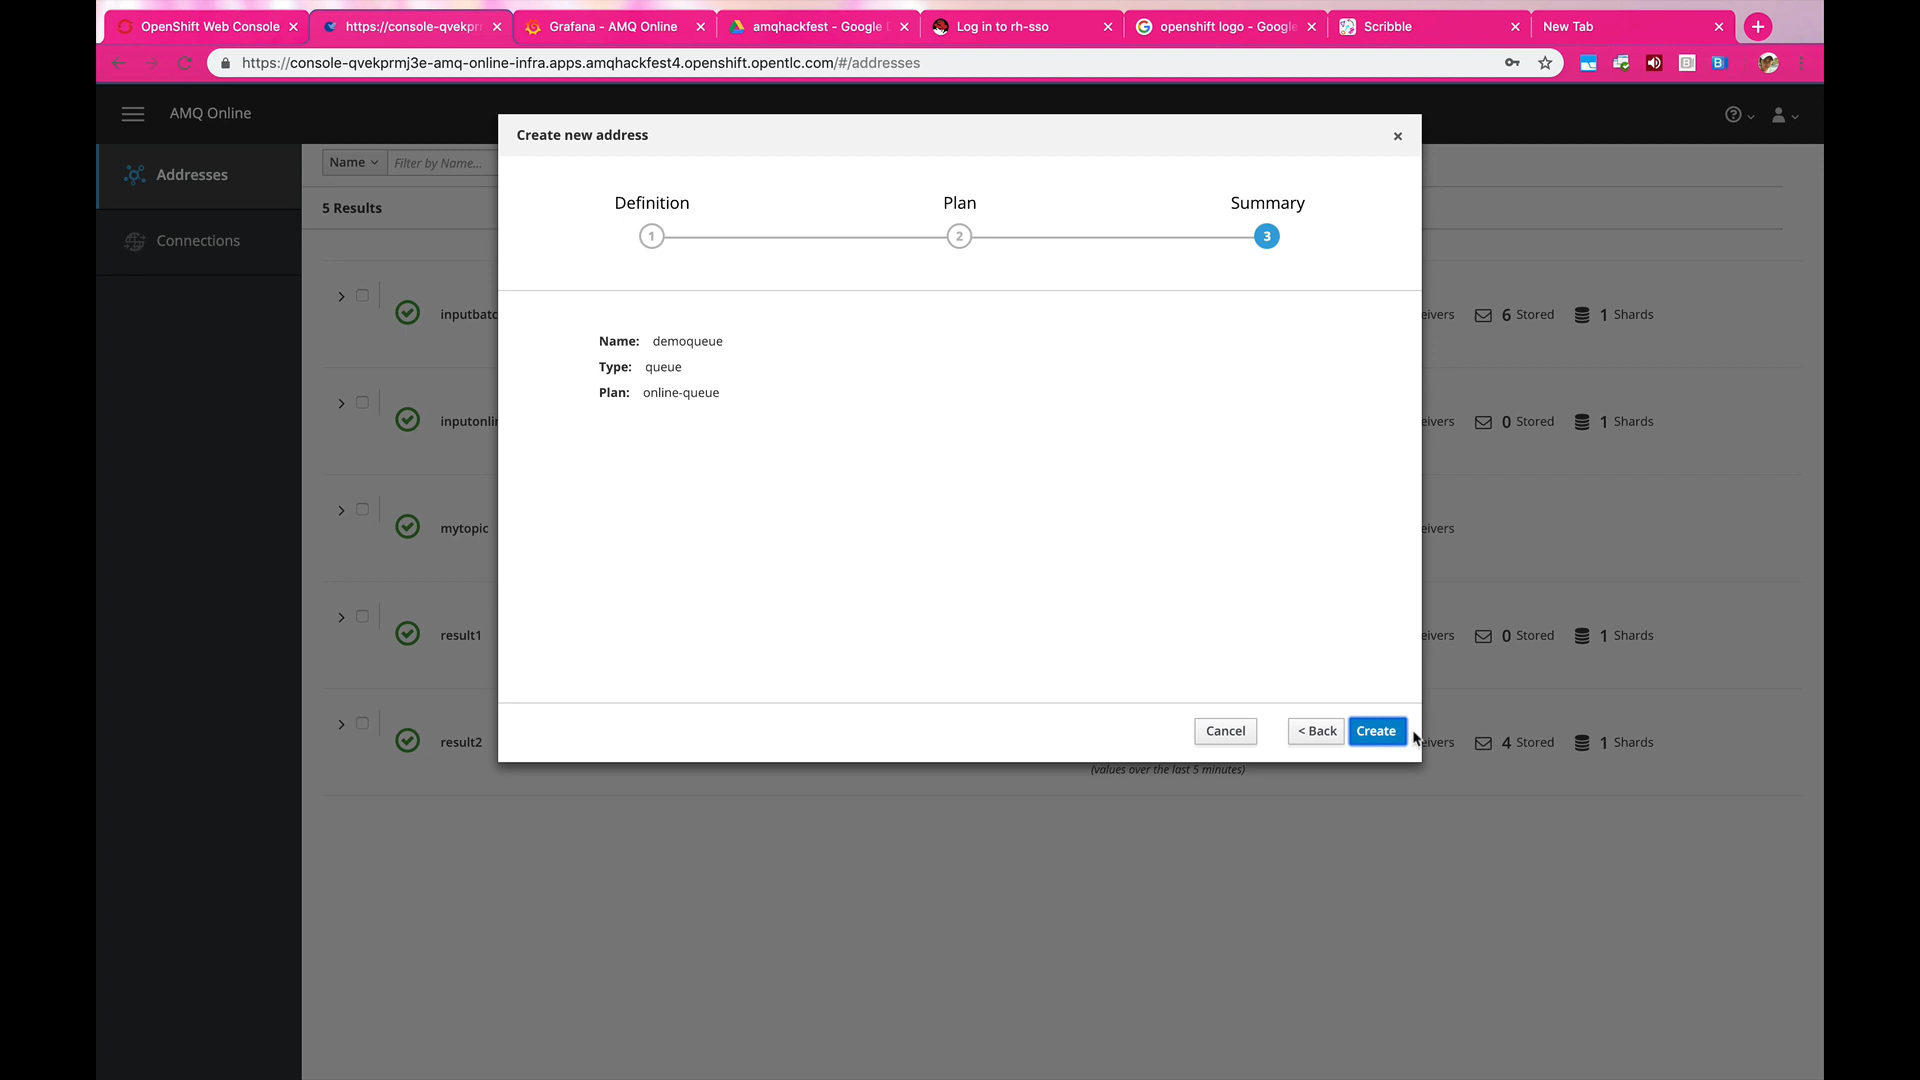 OpenShift Web Console
https://console-qvekpr
Grafana - AMQ Online
amqhackfest - Google
Log in to rh-sso
openshift logo - Google
Scribble
New Tab
https://console-qvekprmj3e-amq-online-infra.apps.amqhackfest4.openshift.opentlc.com/#/addresses
AMQ Online
Create new address
Addresses
Connections
Name
Filter by Name...
5 Results
Definition
Plan
Summary
1
2
3
Name: demoqueue
Type: queue
Plan: online-queue
inputbatc
eivers 6 Stored 1 Shards
inputonlin
eivers 0 Stored 1 Shards
mytopic
eivers
result1
eivers 0 Stored 1 Shards
result2
eivers 4 Stored 1 Shards
Cancel
< Back
Create
(values over the last 5 minutes)